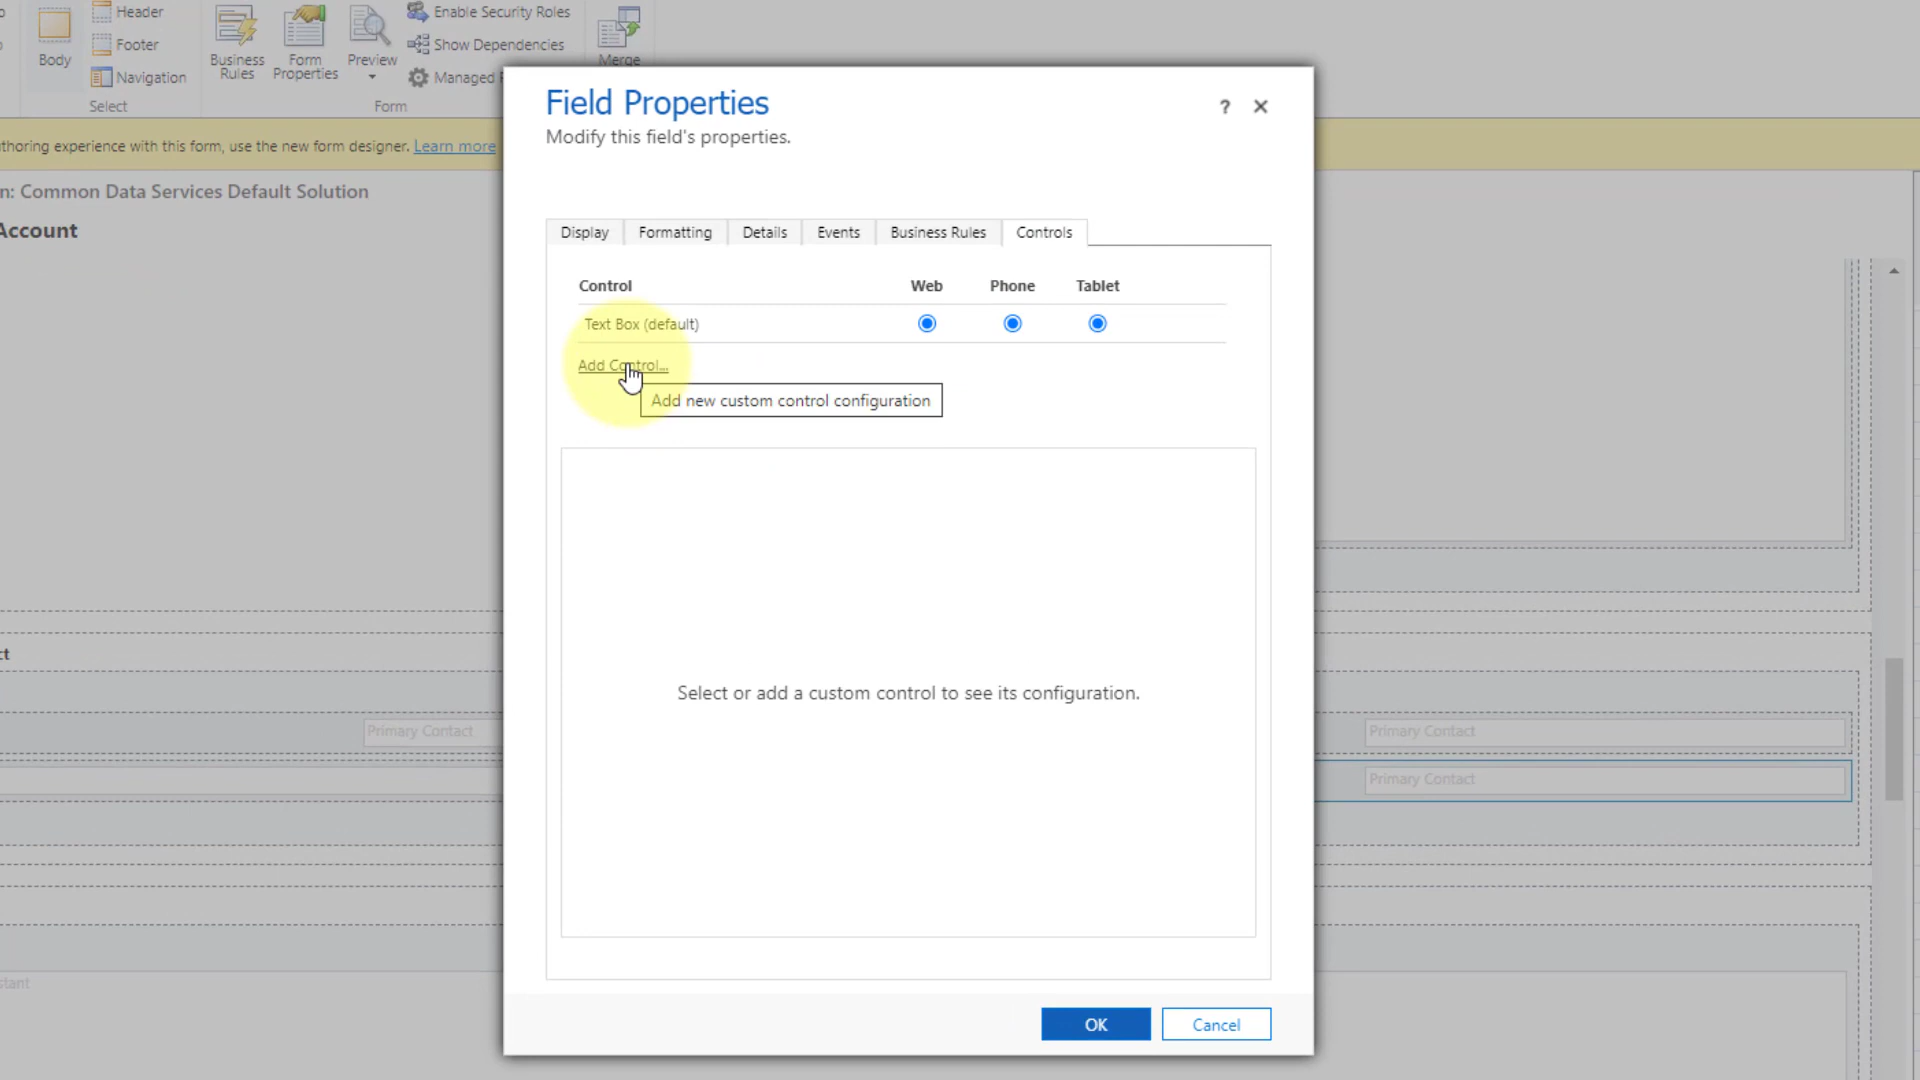 Header
Footer
Navigation
Body
Select
Business
Rules
Form
Properties
Preview
Enable Security Roles
Show Dependencies
Managed
Form
Merge
thoring experience with this form, use the new form designer. Learn more
n: Common Data Services Default Solution
Account
Field Properties
Modify this field's properties.
?
Display
Formatting
Details
Events
Business Rules
Controls
Control Web Phone Tablet
Text Box (default)
Add Control...
Add new custom control configuration
Select or add a custom control to see its configuration.
ct
Primary Contact
Primary Contact
Primary Contact
stant
OK
Cancel